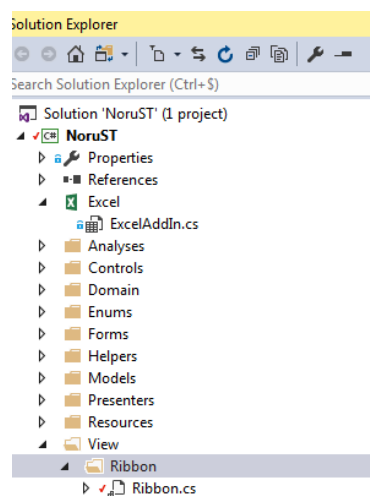 Solution Explorer
Search Solution Explorer (Ctrl+$)
Solution 'NoruST' (1 project)
C# NoruST
Properties
References
Excel
ExcelAddIn.cs
Analyses
Controls
Domain
Enums
Forms
Helpers
Models
Presenters
Resources
View
Ribbon
Ribbon.cs